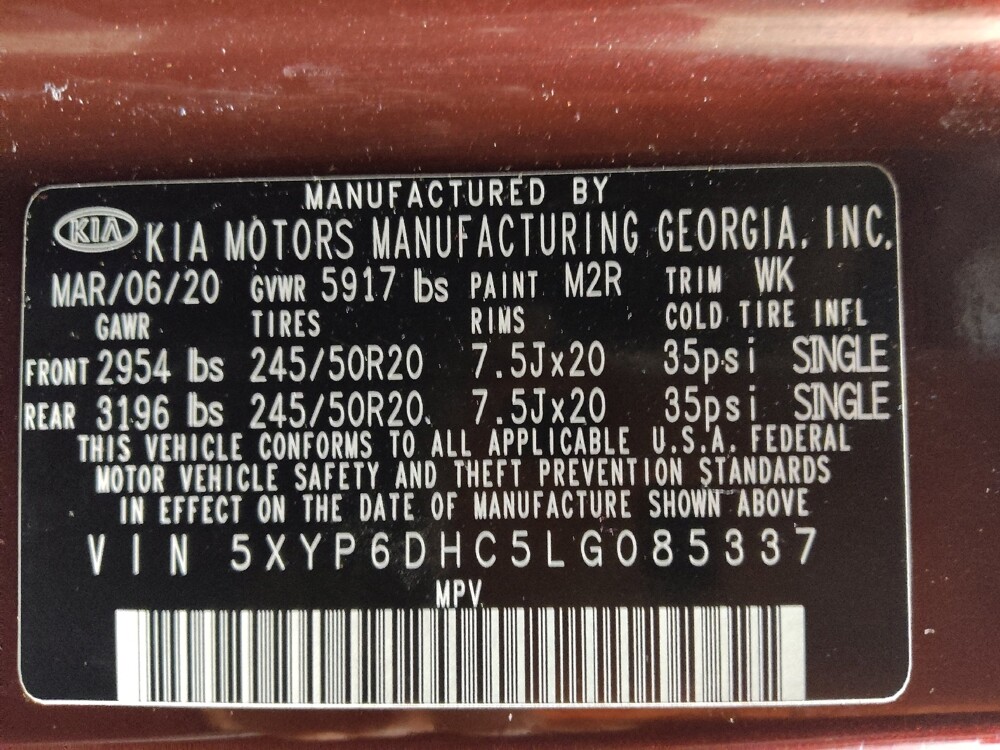 MANUFACTURED BY
KIA KIA MOTORS MANUFACTURING GEORGIA, INC.
MAR/06/20 GVWR 5917 lbs PAINT M2R TRIM WK
GAWR TIRES RIMS COLD TIRE INFL
FRONT 2954 lbs 245/50R20 7.5Jx20 35psi SINGLE
REAR 3196 lbs 245/50R20 7.5Jx20 35psi SINGLE
THIS VEHICLE CONFORMS TO ALL APPLICABLE U.S.A. FEDERAL
MOTOR VEHICLE SAFETY AND THEFT PREVENTION STANDARDS
IN EFFECT ON THE DATE OF MANUFACTURE SHOWN ABOVE
VIN 5XYP6DHC5LG085337
MPV